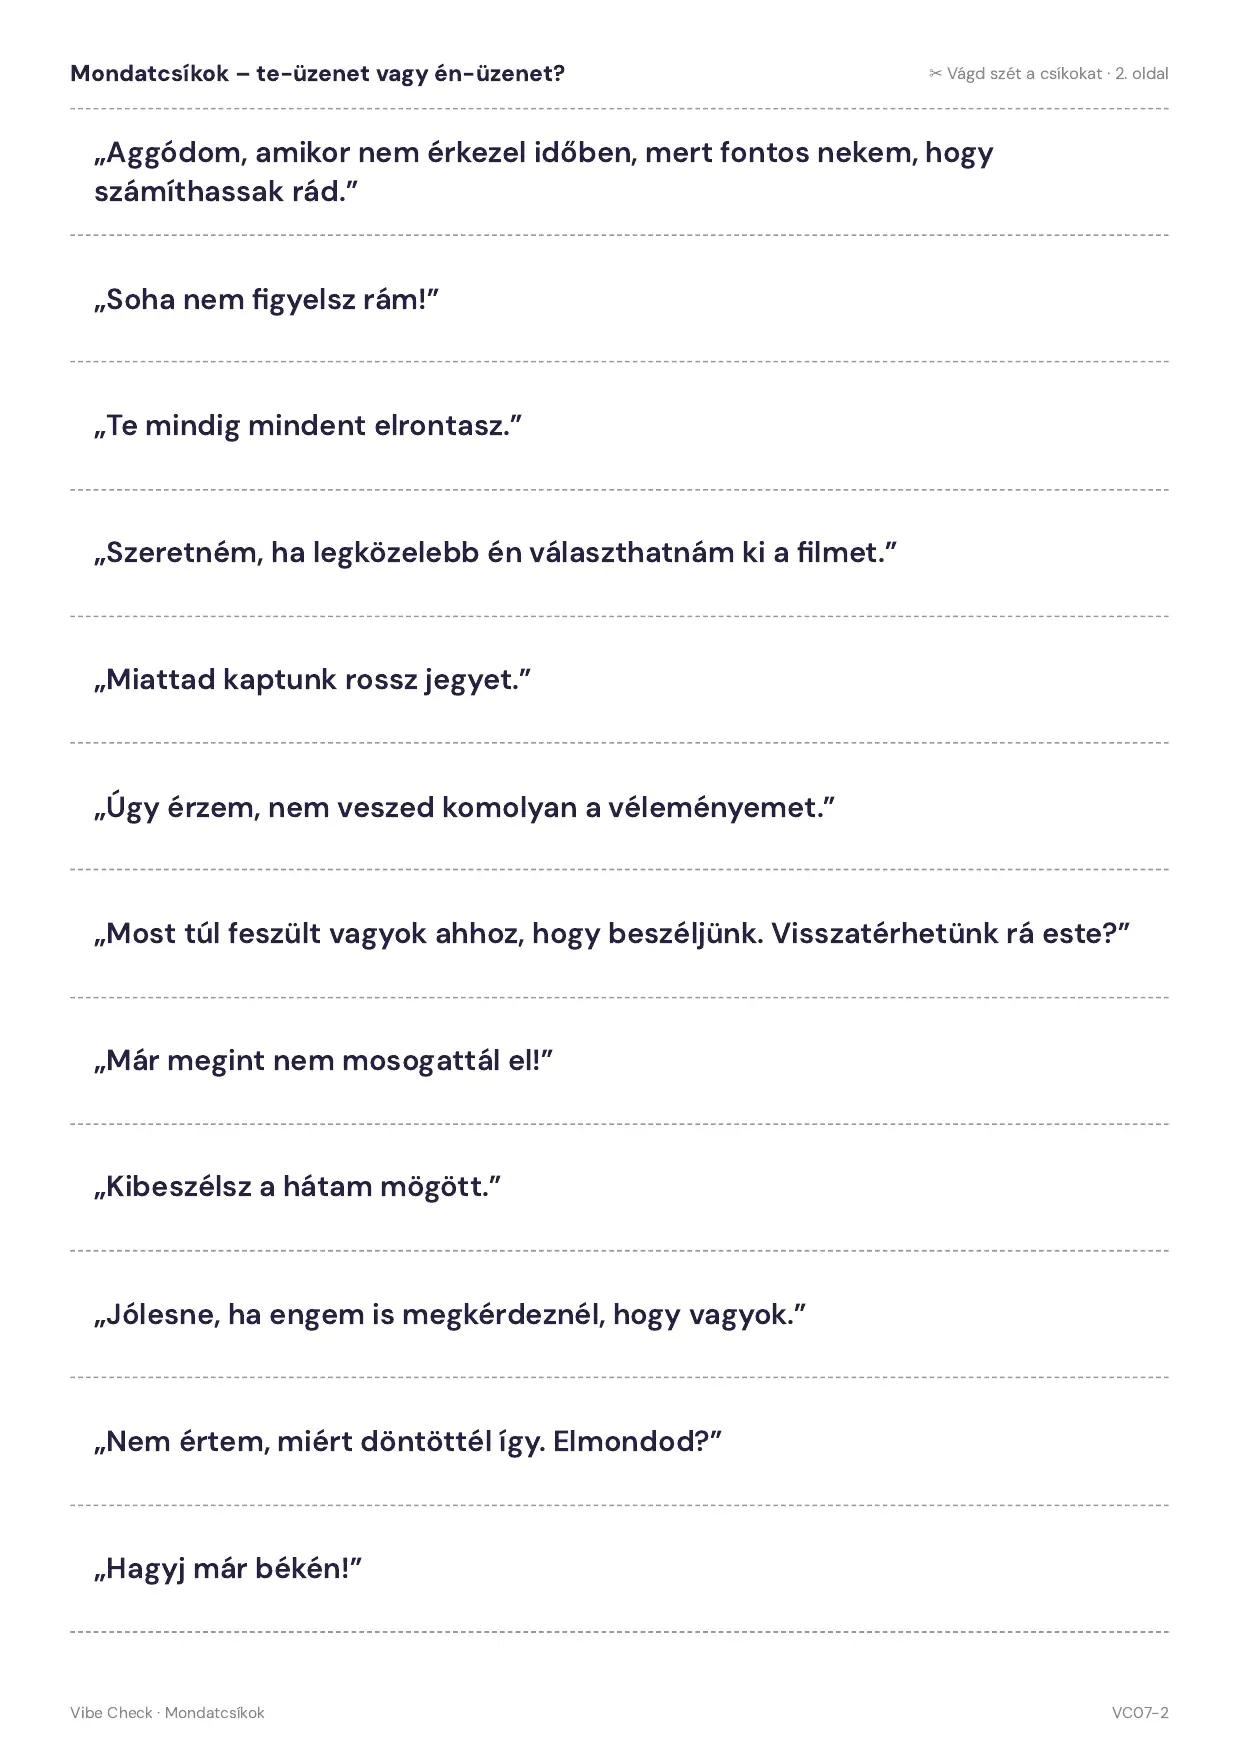 Mondatcsíkok – te-üzenet vagy én-üzenet?
✂ Vágd szét a csíkokat · 2. oldal
„Aggódom, amikor nem érkezel időben, mert fontos nekem, hogy
számíthassak rád.”
„Soha nem figyelsz rám!”
„Te mindig mindent elrontasz.”
„Szeretném, ha legközelebb én választhatnám ki a filmet.”
„Miattad kaptunk rossz jegyet.”
„Úgy érzem, nem veszed komolyan a véleményemet.”
„Most túl feszült vagyok ahhoz, hogy beszéljünk. Visszatérhetünk rá este?”
„Már megint nem mosogattál el!”
„Kibeszélsz a hátam mögött.”
„Jólesne, ha engem is megkérdeznél, hogy vagyok.”
„Nem értem, miért döntöttél így. Elmondod?”
„Hagyj már békén!”
Vibe Check · Mondatcsíkok
VC07-2